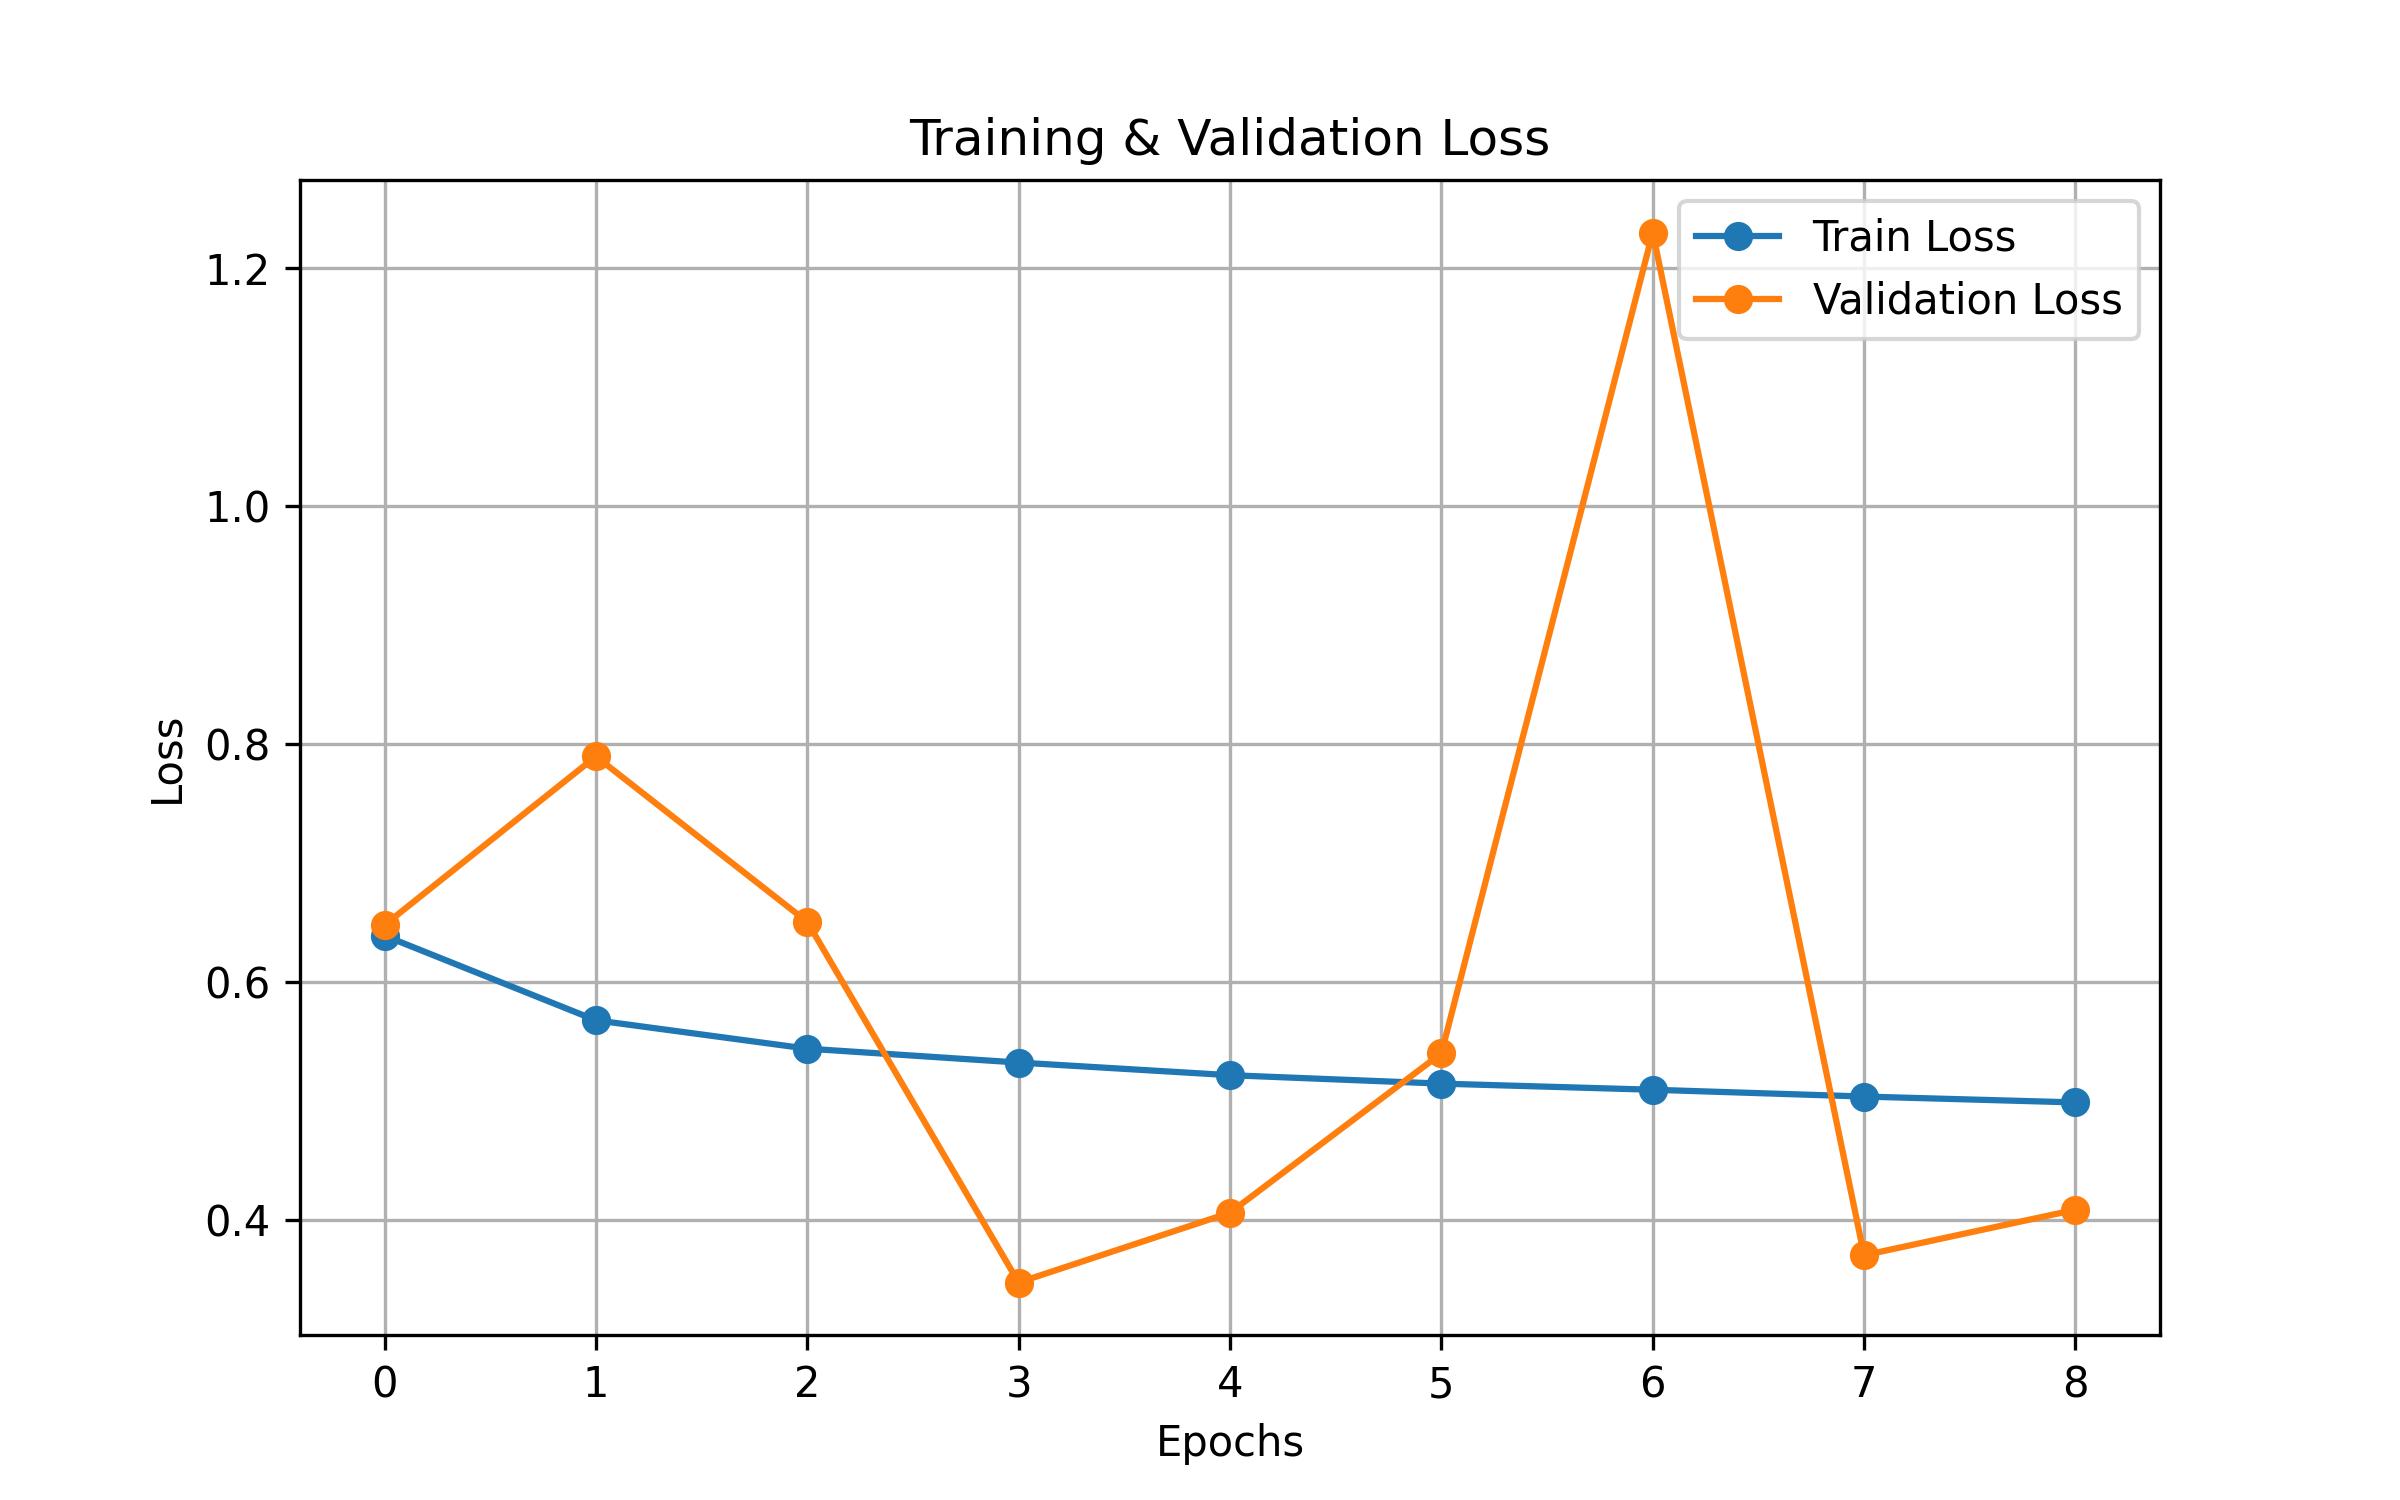 Training & Validation Loss
Train Loss
Validation Loss
1.2
1.0
0.8
0.6
0.4
Loss
0 1 2 3 4 5 6 7 8
Epochs